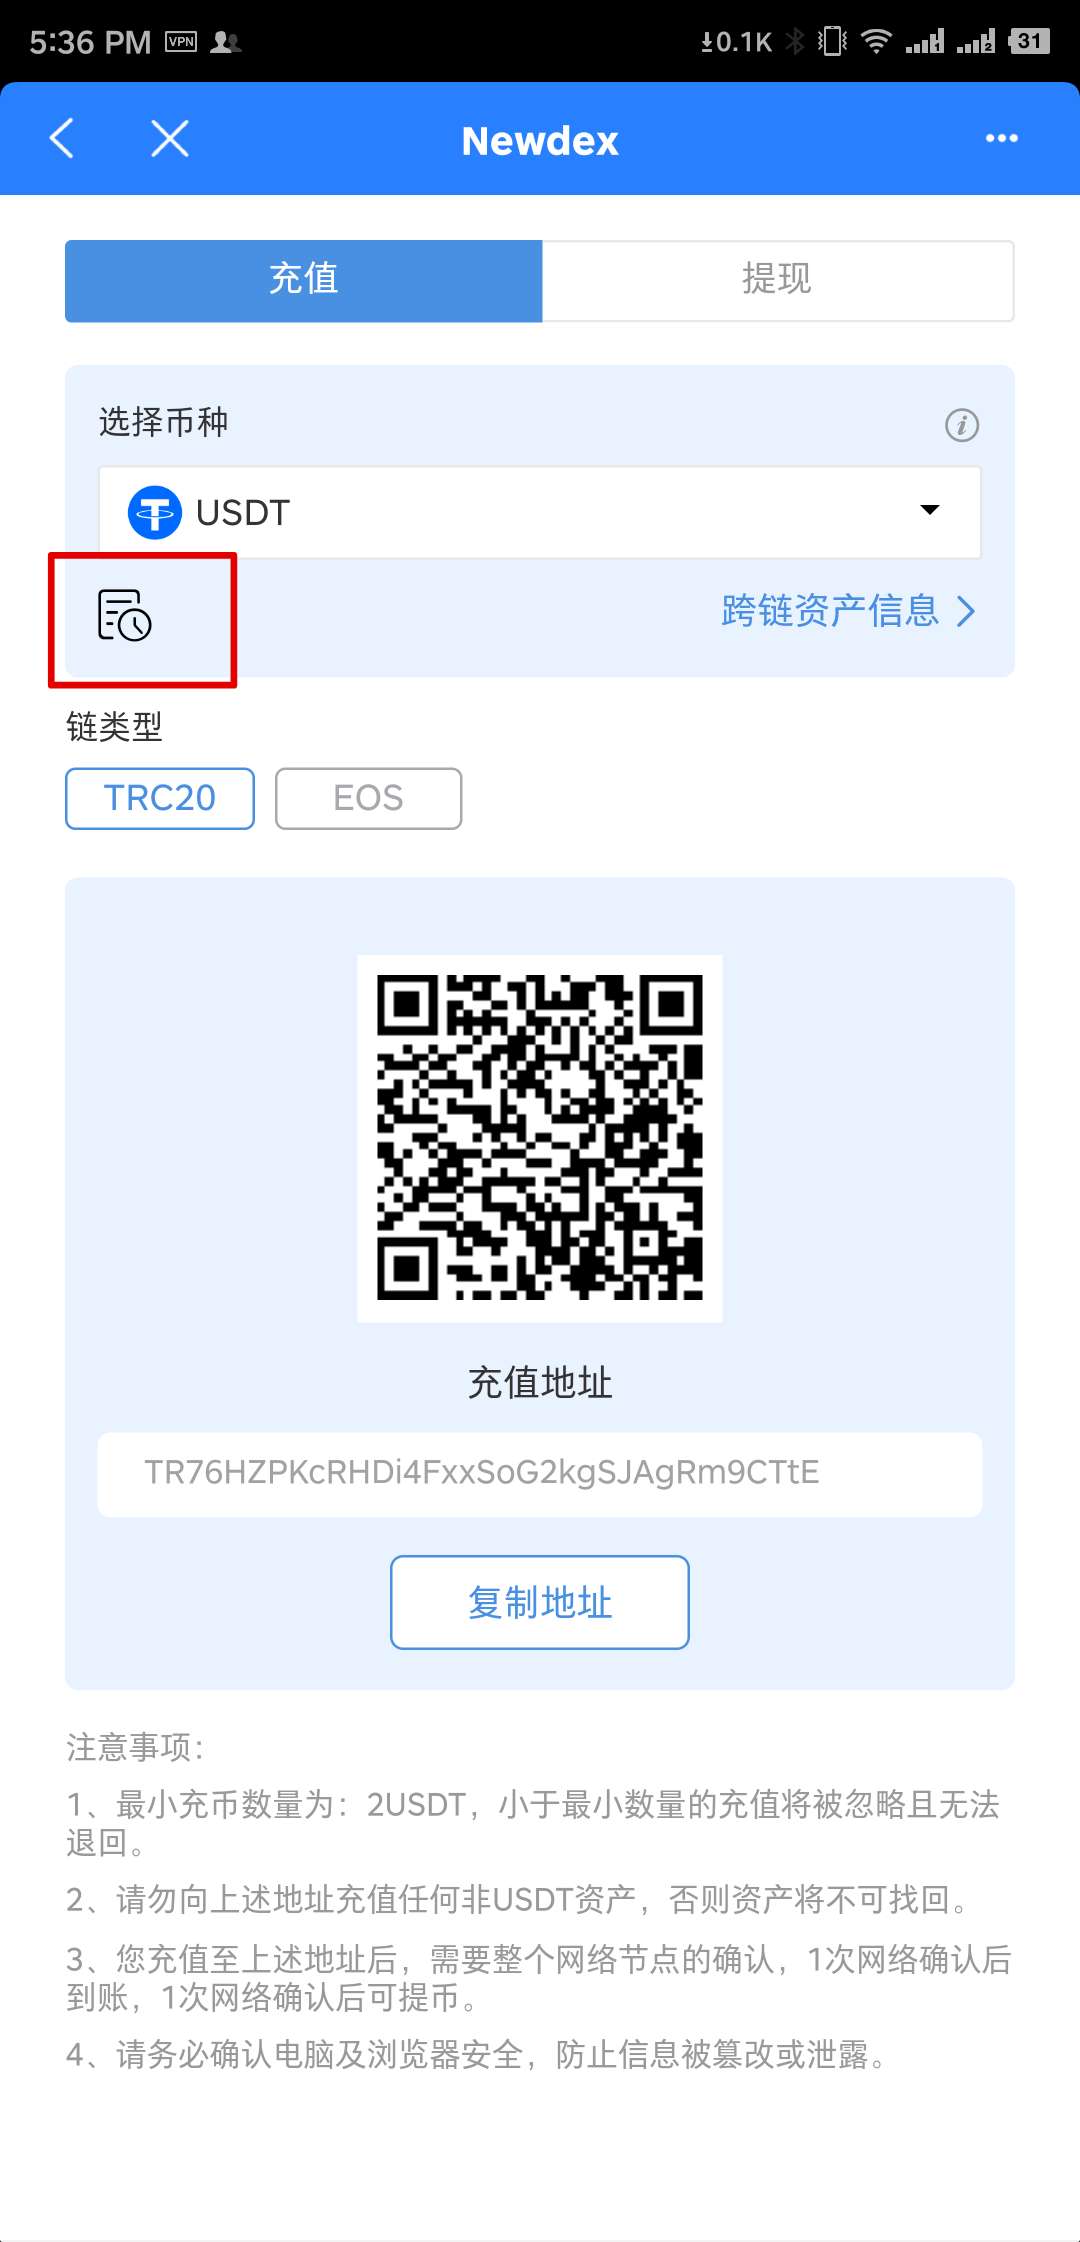 5:36 PM VPN 0.1K 1 2 31
Newdex
充值 提现
选择币种
USDT
跨链资产信息
链类型
TRC20 EOS
充值地址
TR76HZPKcRHDi4FxxSoG2kgSJAgRm9CTtE
复制地址
注意事项:
1、最小充币数量为：2USDT，小于最小数量的充值将被忽略且无法
退回。
2、请勿向上述地址充值任何非USDT资产，否则资产将不可找回。
3、您充值至上述地址后，需要整个网络节点的确认，1次网络确认后
到账，1次网络确认后可提币。
4、请务必确认电脑及浏览器安全，防止信息被篡改或泄露。